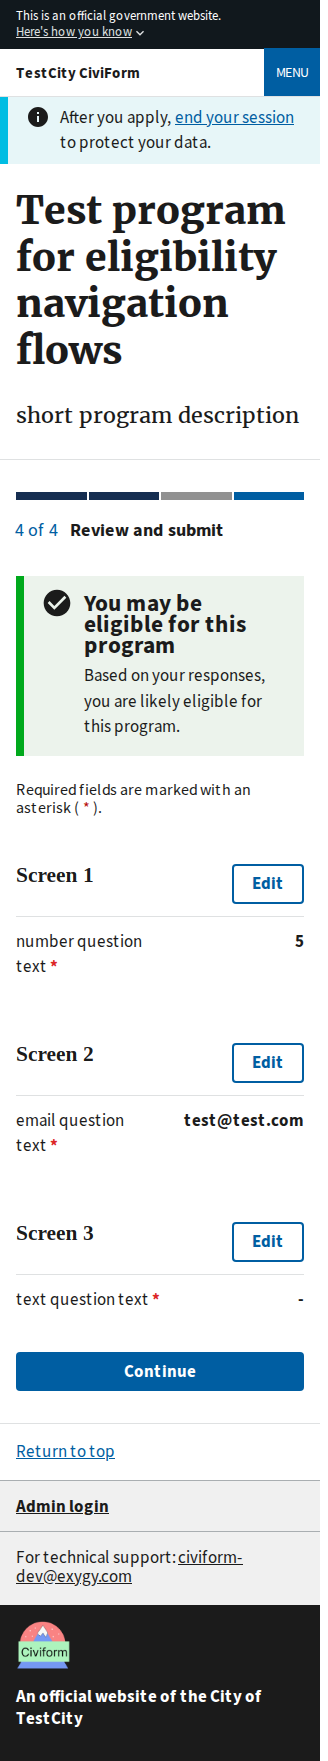 This is an official government website.
Here's how you know
TestCity CiviForm
MENU
After you apply, end your session
to protect your data.
Test program
for eligibility
navigation
flows
short program description
4 of 4 Review and submit
You may be
eligible for this
program
Based on your responses,
you are likely eligible for
this program.
Required fields are marked with an
asterisk ( * ).
Screen 1
Edit
number question
text *
5
Screen 2
Edit
email question
text *
test@test.com
Screen 3
Edit
text question text *
-
Continue
Return to top
Admin login
For technical support: civiform-
dev@exygy.com
Civiform
An official website of the City of
TestCity